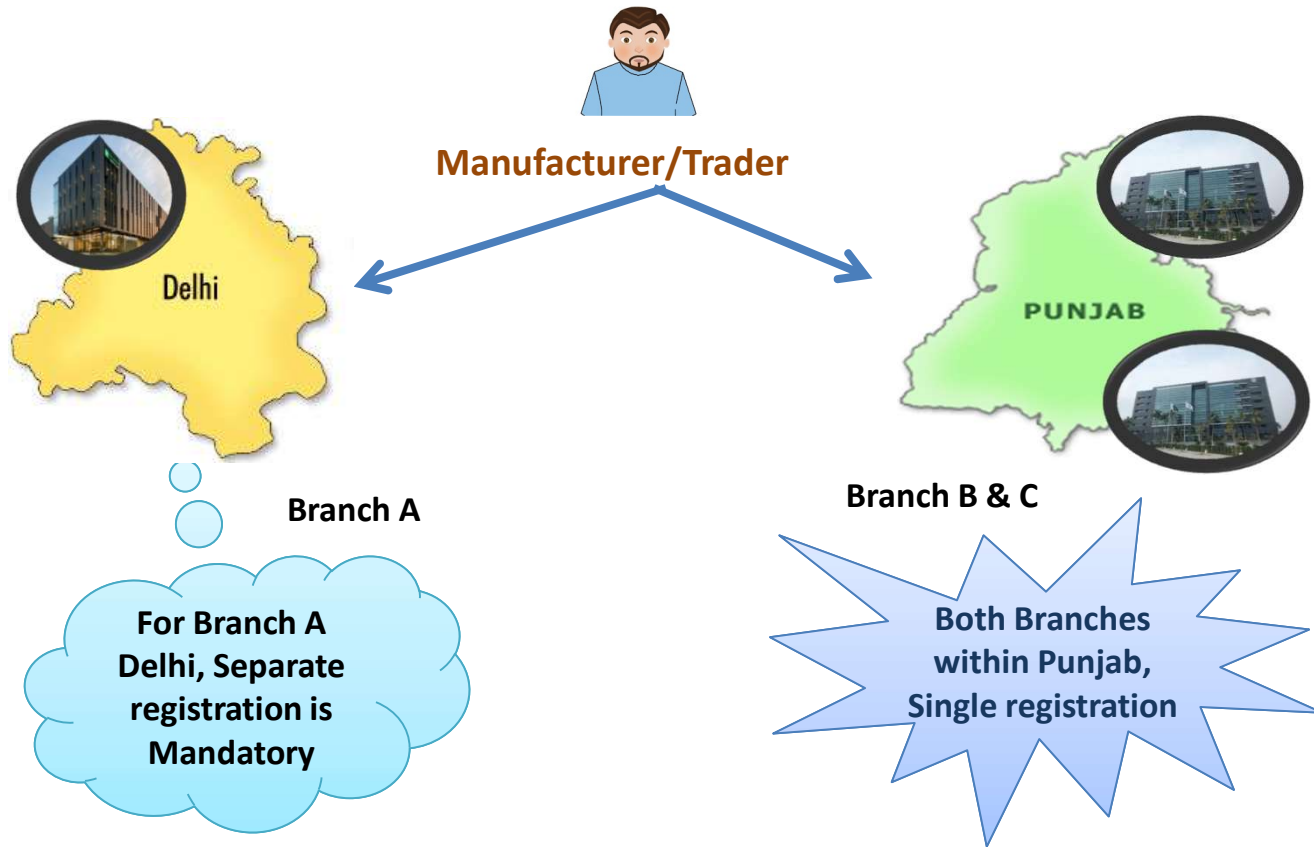 Manufacturer/Trader
Delhi
PUNJAB
Branch A
Branch B & C
For Branch A
Delhi, Separate
registration is
Mandatory
Both Branches
within Punjab,
Single registration